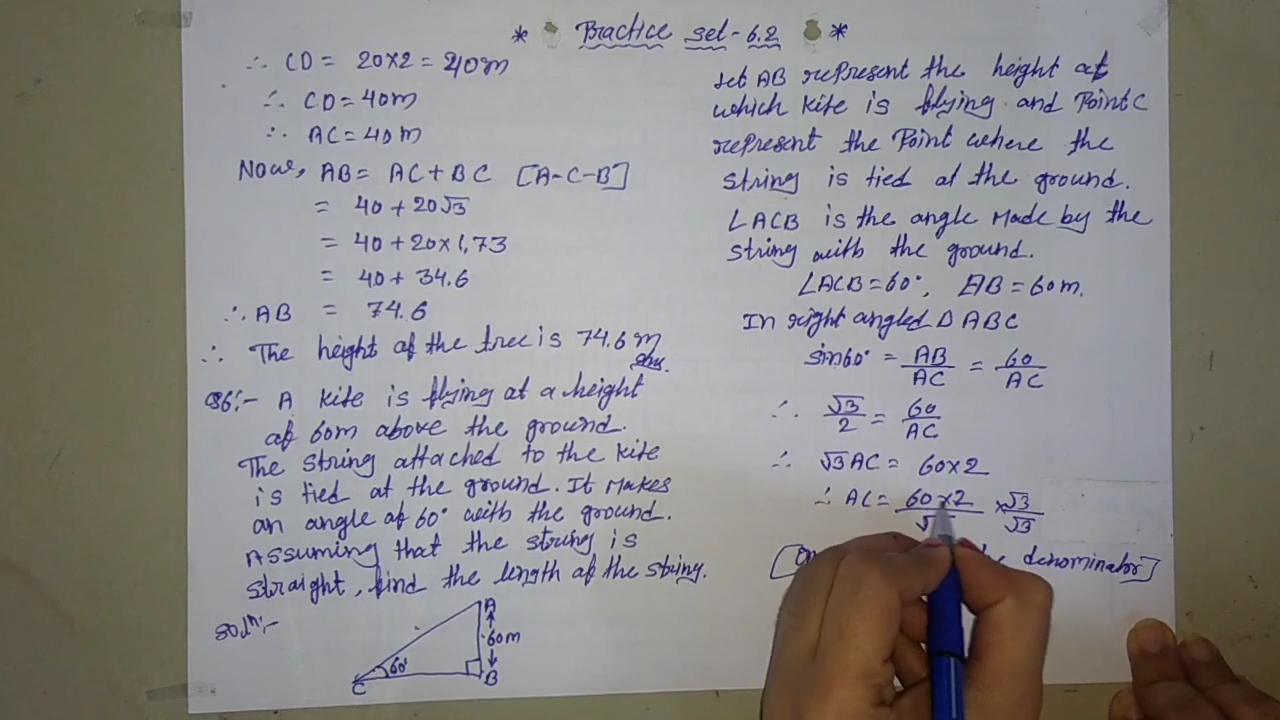 * Practice set-6.2 *
∴ CD = 20×2 = 40m
∴ CD = 40m
∴ AC = 40m
Now, AB = AC + BC [A-C-B]
= 40 + 20√3
= 40 + 20×1.73
= 40 + 34.6
∴ AB = 74.6
∴ The height of the tree is 74.6 m
Ans.
Q6:- A kite is flying at a height
of 60m above the ground.
The string attached to the kite
is tied at the ground. It makes
an angle of 60° with the ground.
Assuming that the string is
straight, find the length of the string.
Soln:-
A
60m
60°
C
B
Let AB represent the height at
which kite is flying and Point C
represent the Point where the
string is tied at the ground.
∠ACB is the angle made by the
string with the ground.
∠ACB = 60°, AB = 60m.
In right angled Δ ABC
sin60° = AB/AC = 60/AC
∴ √3/2 = 60/AC
∴ √3AC = 60×2
∴ AC = 60×2/√ × √3/√3
denominator]